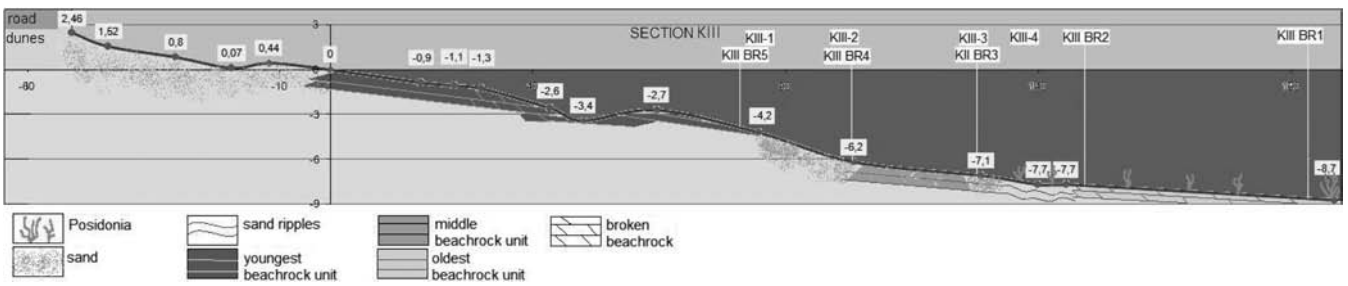 road
dunes
2,46
1,52
0,8
0,07
0,44
0
-0,9
-1,1
-1,3
-2,6
-3,4
-2,7
-4,2
-6,2
-7,1
-7,7
-7,7
-8,7
SECTION KIII
KIII-1
KIII BR5
KIII-2
KIII BR4
KIII-3
KII BR3
KIII-4
KIII BR2
KIII BR1
3
-3
-6
-9
-10
Posidonia
sand
sand ripples
youngest
beachrock unit
middle
beachrock unit
oldest
beachrock unit
broken
beachrock